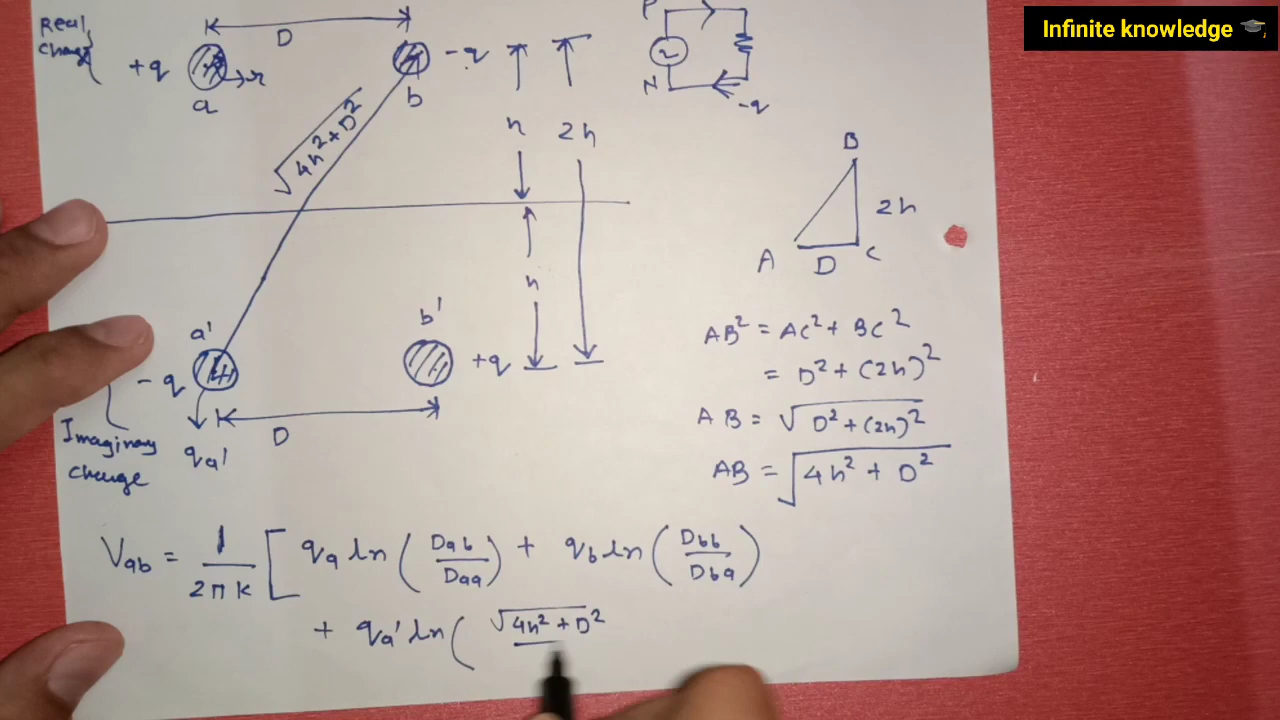 Infinite knowledge 🎓
Real
charge
D
+q
r
a
-q
b
√4h²+D²
h
2h
h
P
N
-q
B
2h
A
D
C
a'
-q
qa'
b'
+q
D
Imaginary
charge
AB² = AC² + BC²
= D² + (2h)²
AB = √D² + (2h)²
AB = √4h² + D²
Vab = 1/2πk [ qa ln ( Dab/Daa ) + qb ln ( Dbb/Dba )
+ qa' ln ( √4h² + D²